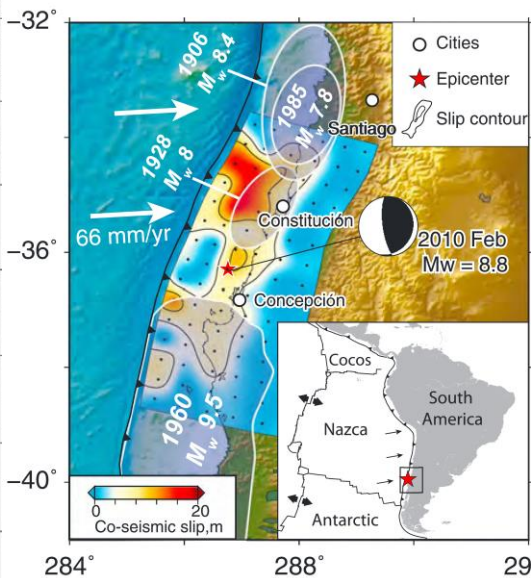 −32°
−36°
−40°
284°
286°
288°
29
1906
Mw 8.4
1985
Mw 7.8
1928
Mw 8
66 mm/yr
Cities
Epicenter
Slip contour
Santiago
Constitución
2010 Feb
Mw = 8.8
Concepción
1960
Mw 9.5
0 20
Co-seismic slip,m
Cocos
South
America
Nazca
Antarctic